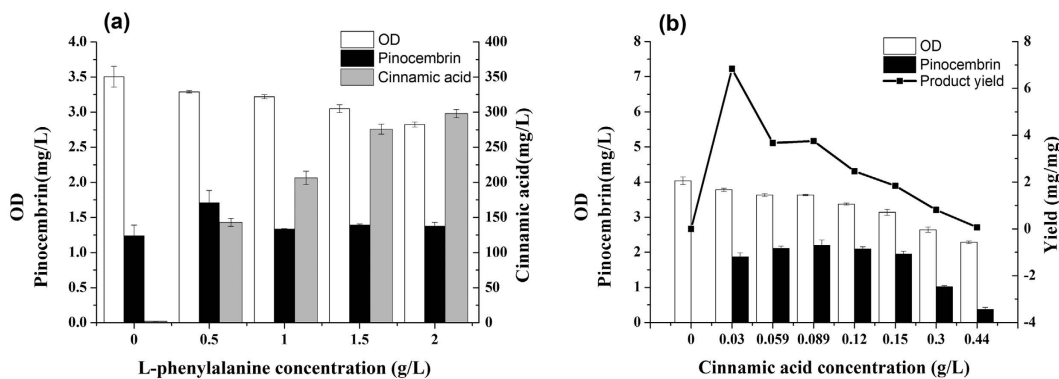 (a)
OD
Pinocembrin
Cinnamic acid
4.0
3.5
3.0
2.5
2.0
1.5
1.0
0.5
0.0
OD
Pinocembrin(mg/L)
400
350
300
250
200
150
100
50
0
Cinnamic acid(mg/L)
0 0.5 1 1.5 2
L-phenylalanine concentration (g/L)
(b)
OD
Pinocembrin
Product yield
8
7
6
5
4
3
2
1
0
OD
Pinocembrin(mg/L)
8
6
4
2
0
-2
-4
Yield (mg/mg)
0 0.03 0.059 0.089 0.12 0.15 0.3 0.44
Cinnamic acid concentration (g/L)